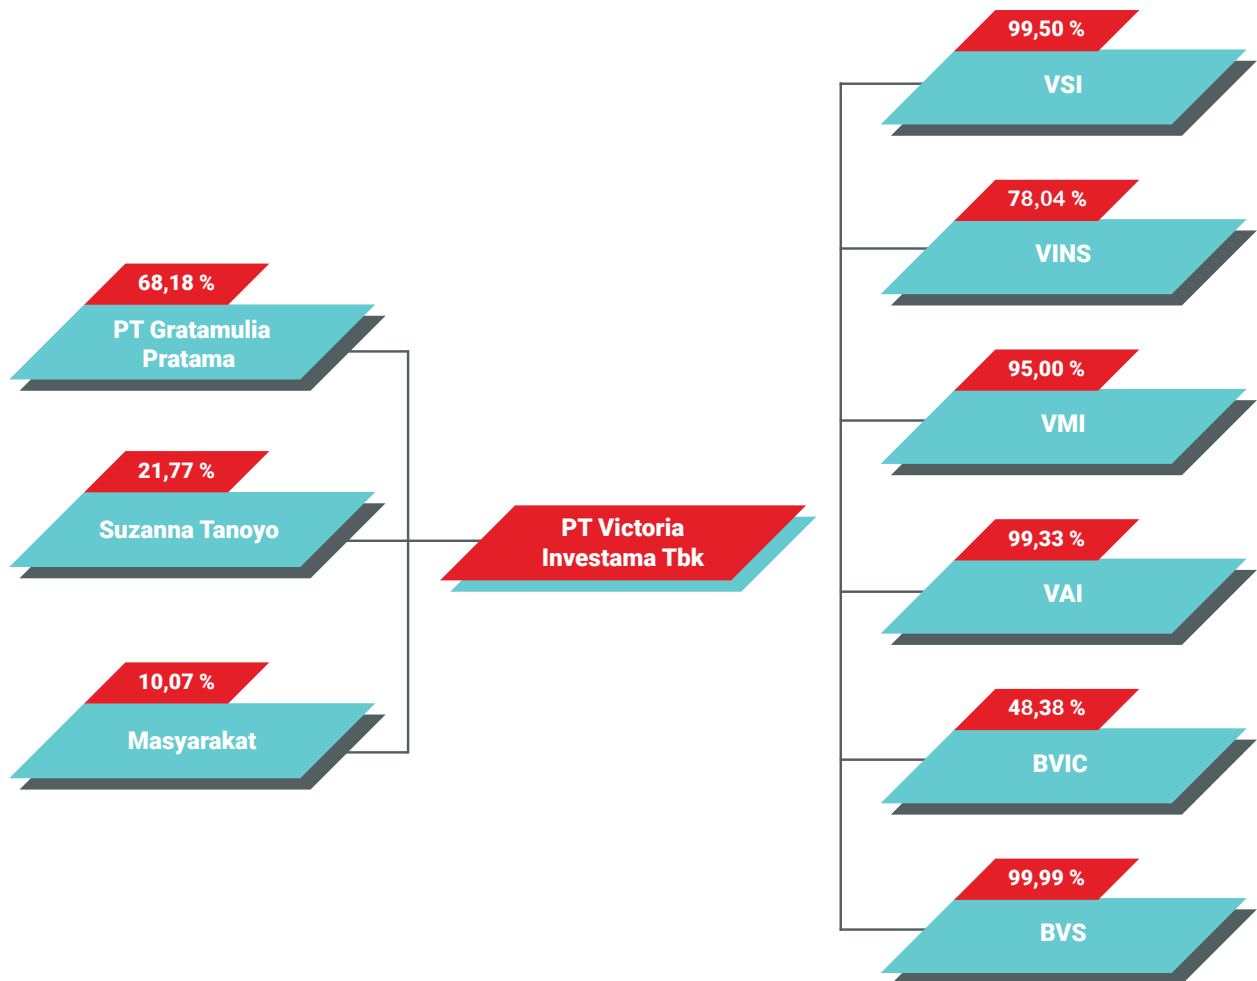 68,18 %
PT Gratamulia
Pratama
21,77 %
Suzanna Tanoyo
10,07 %
Masyarakat
PT Victoria
Investama Tbk
99,50 %
VSI
78,04 %
VINS
95,00 %
VMI
99,33 %
VAI
48,38 %
BVIC
99,99 %
BVS